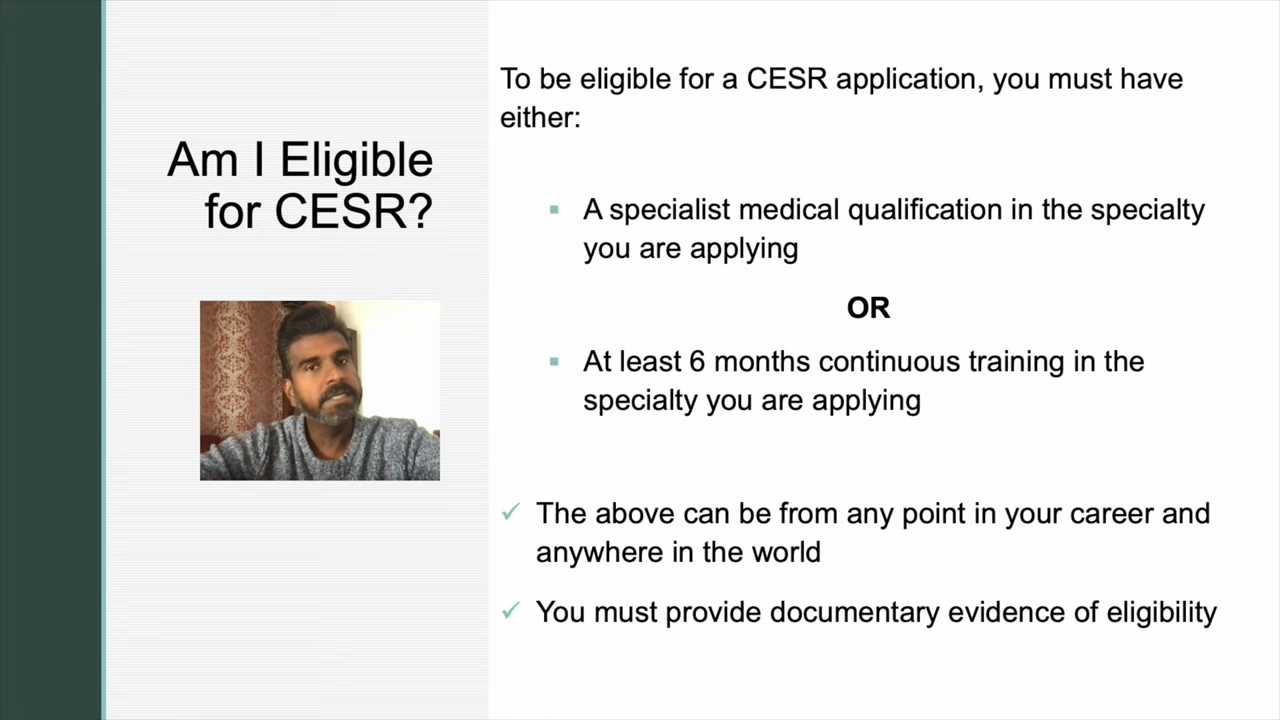 Am I Eligible
for CESR?
To be eligible for a CESR application, you must have
either:
▪ A specialist medical qualification in the specialty
you are applying
OR
▪ At least 6 months continuous training in the
specialty you are applying
✓ The above can be from any point in your career and
anywhere in the world
✓ You must provide documentary evidence of eligibility